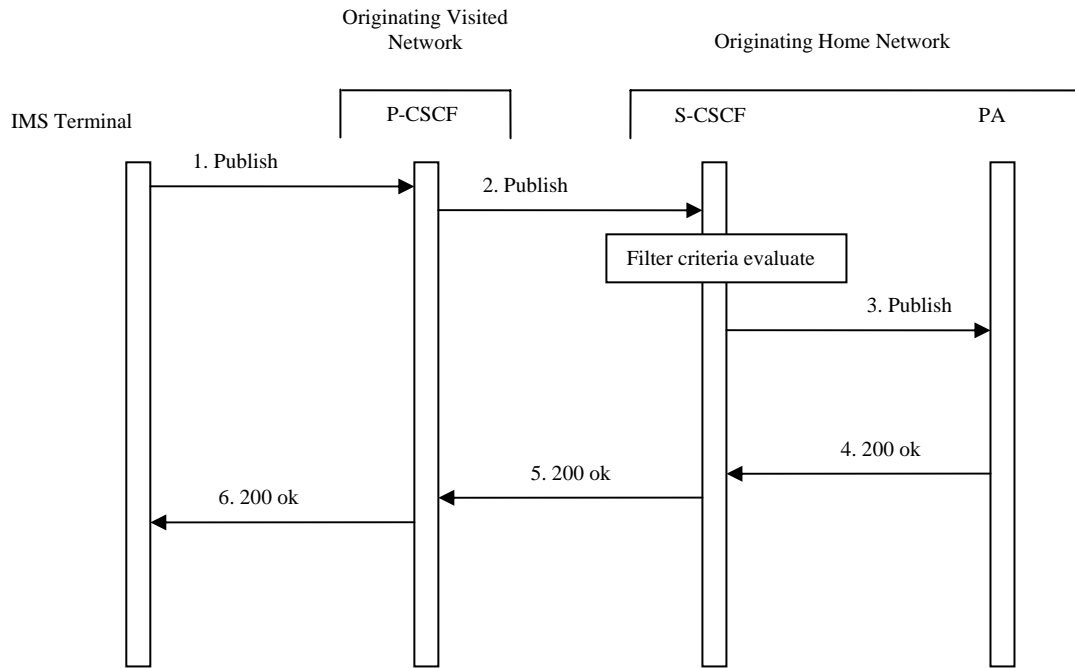 Originating Visited
Network
Originating Home Network
IMS Terminal
P-CSCF
S-CSCF
PA
1. Publish
2. Publish
Filter criteria evaluate
3. Publish
4. 200 ok
5. 200 ok
6. 200 ok